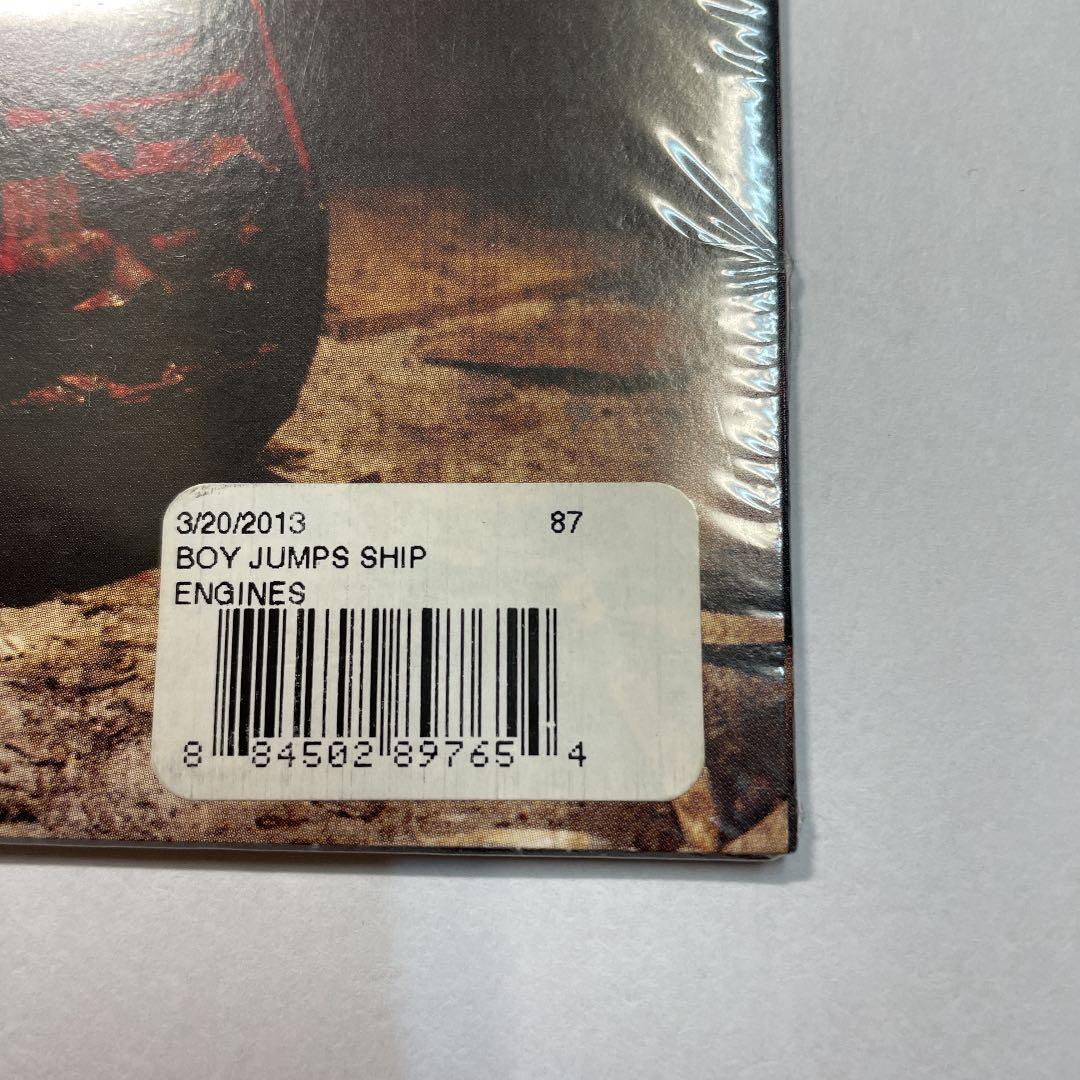 3/20/2013 87
BOY JUMPS SHIP
ENGINES
8 84502 89765 4